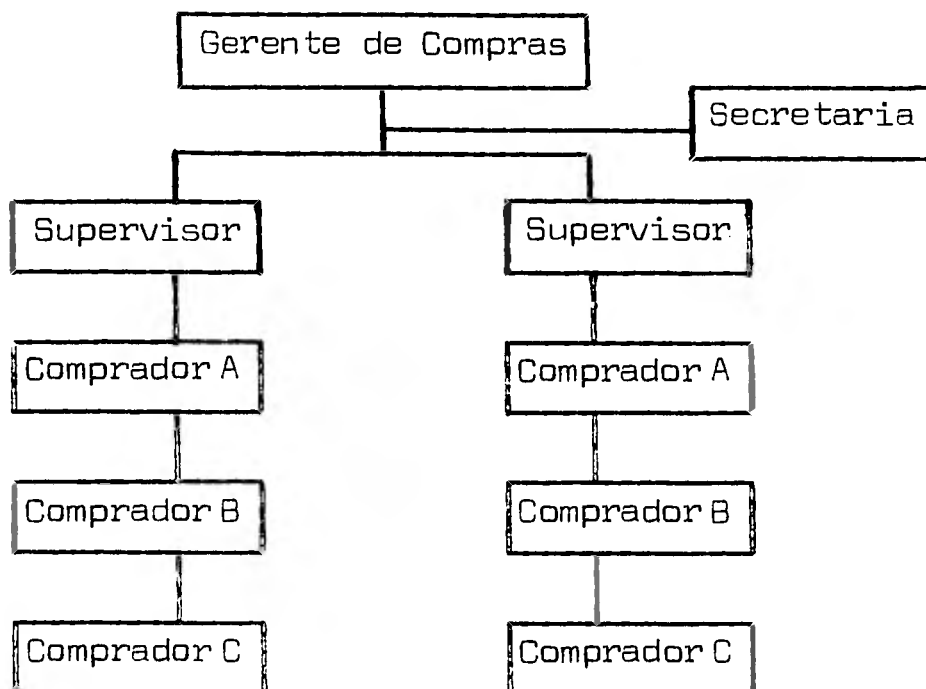 Gerente de Compras
Secretaria
Supervisor
Supervisor
Comprador A
Comprador A
Comprador B
Comprador B
Comprador C
Comprador C